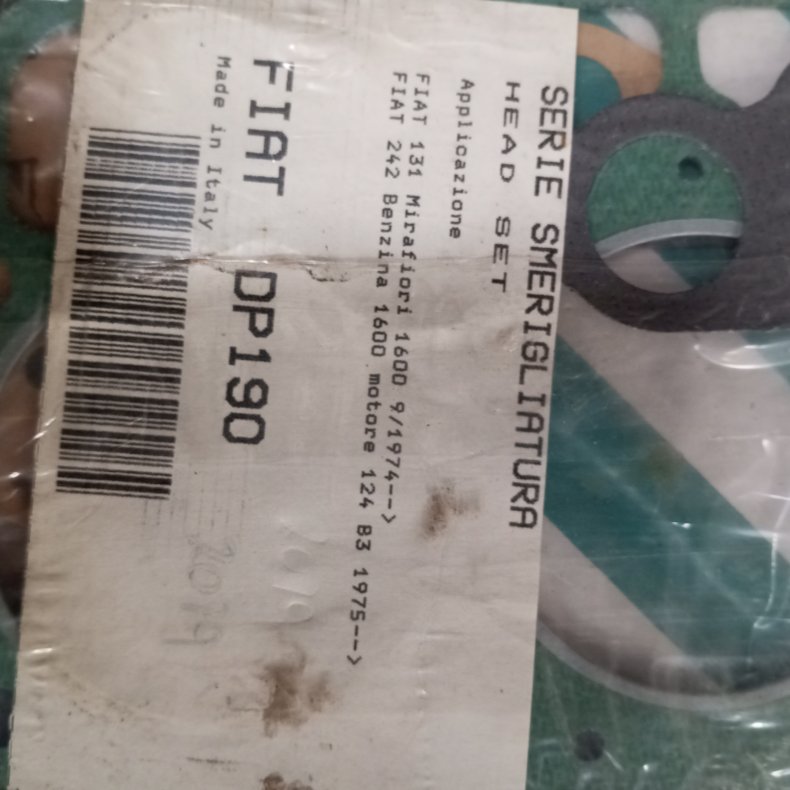 SERIE SMERIGLIATURA
HEAD SET
Applicazione
FIAT 131 Mirafiori 1600 9/1974-->
FIAT 242 Benzina 1600 motore 124 B3 1975-->
FIAT DP190
Made in Italy